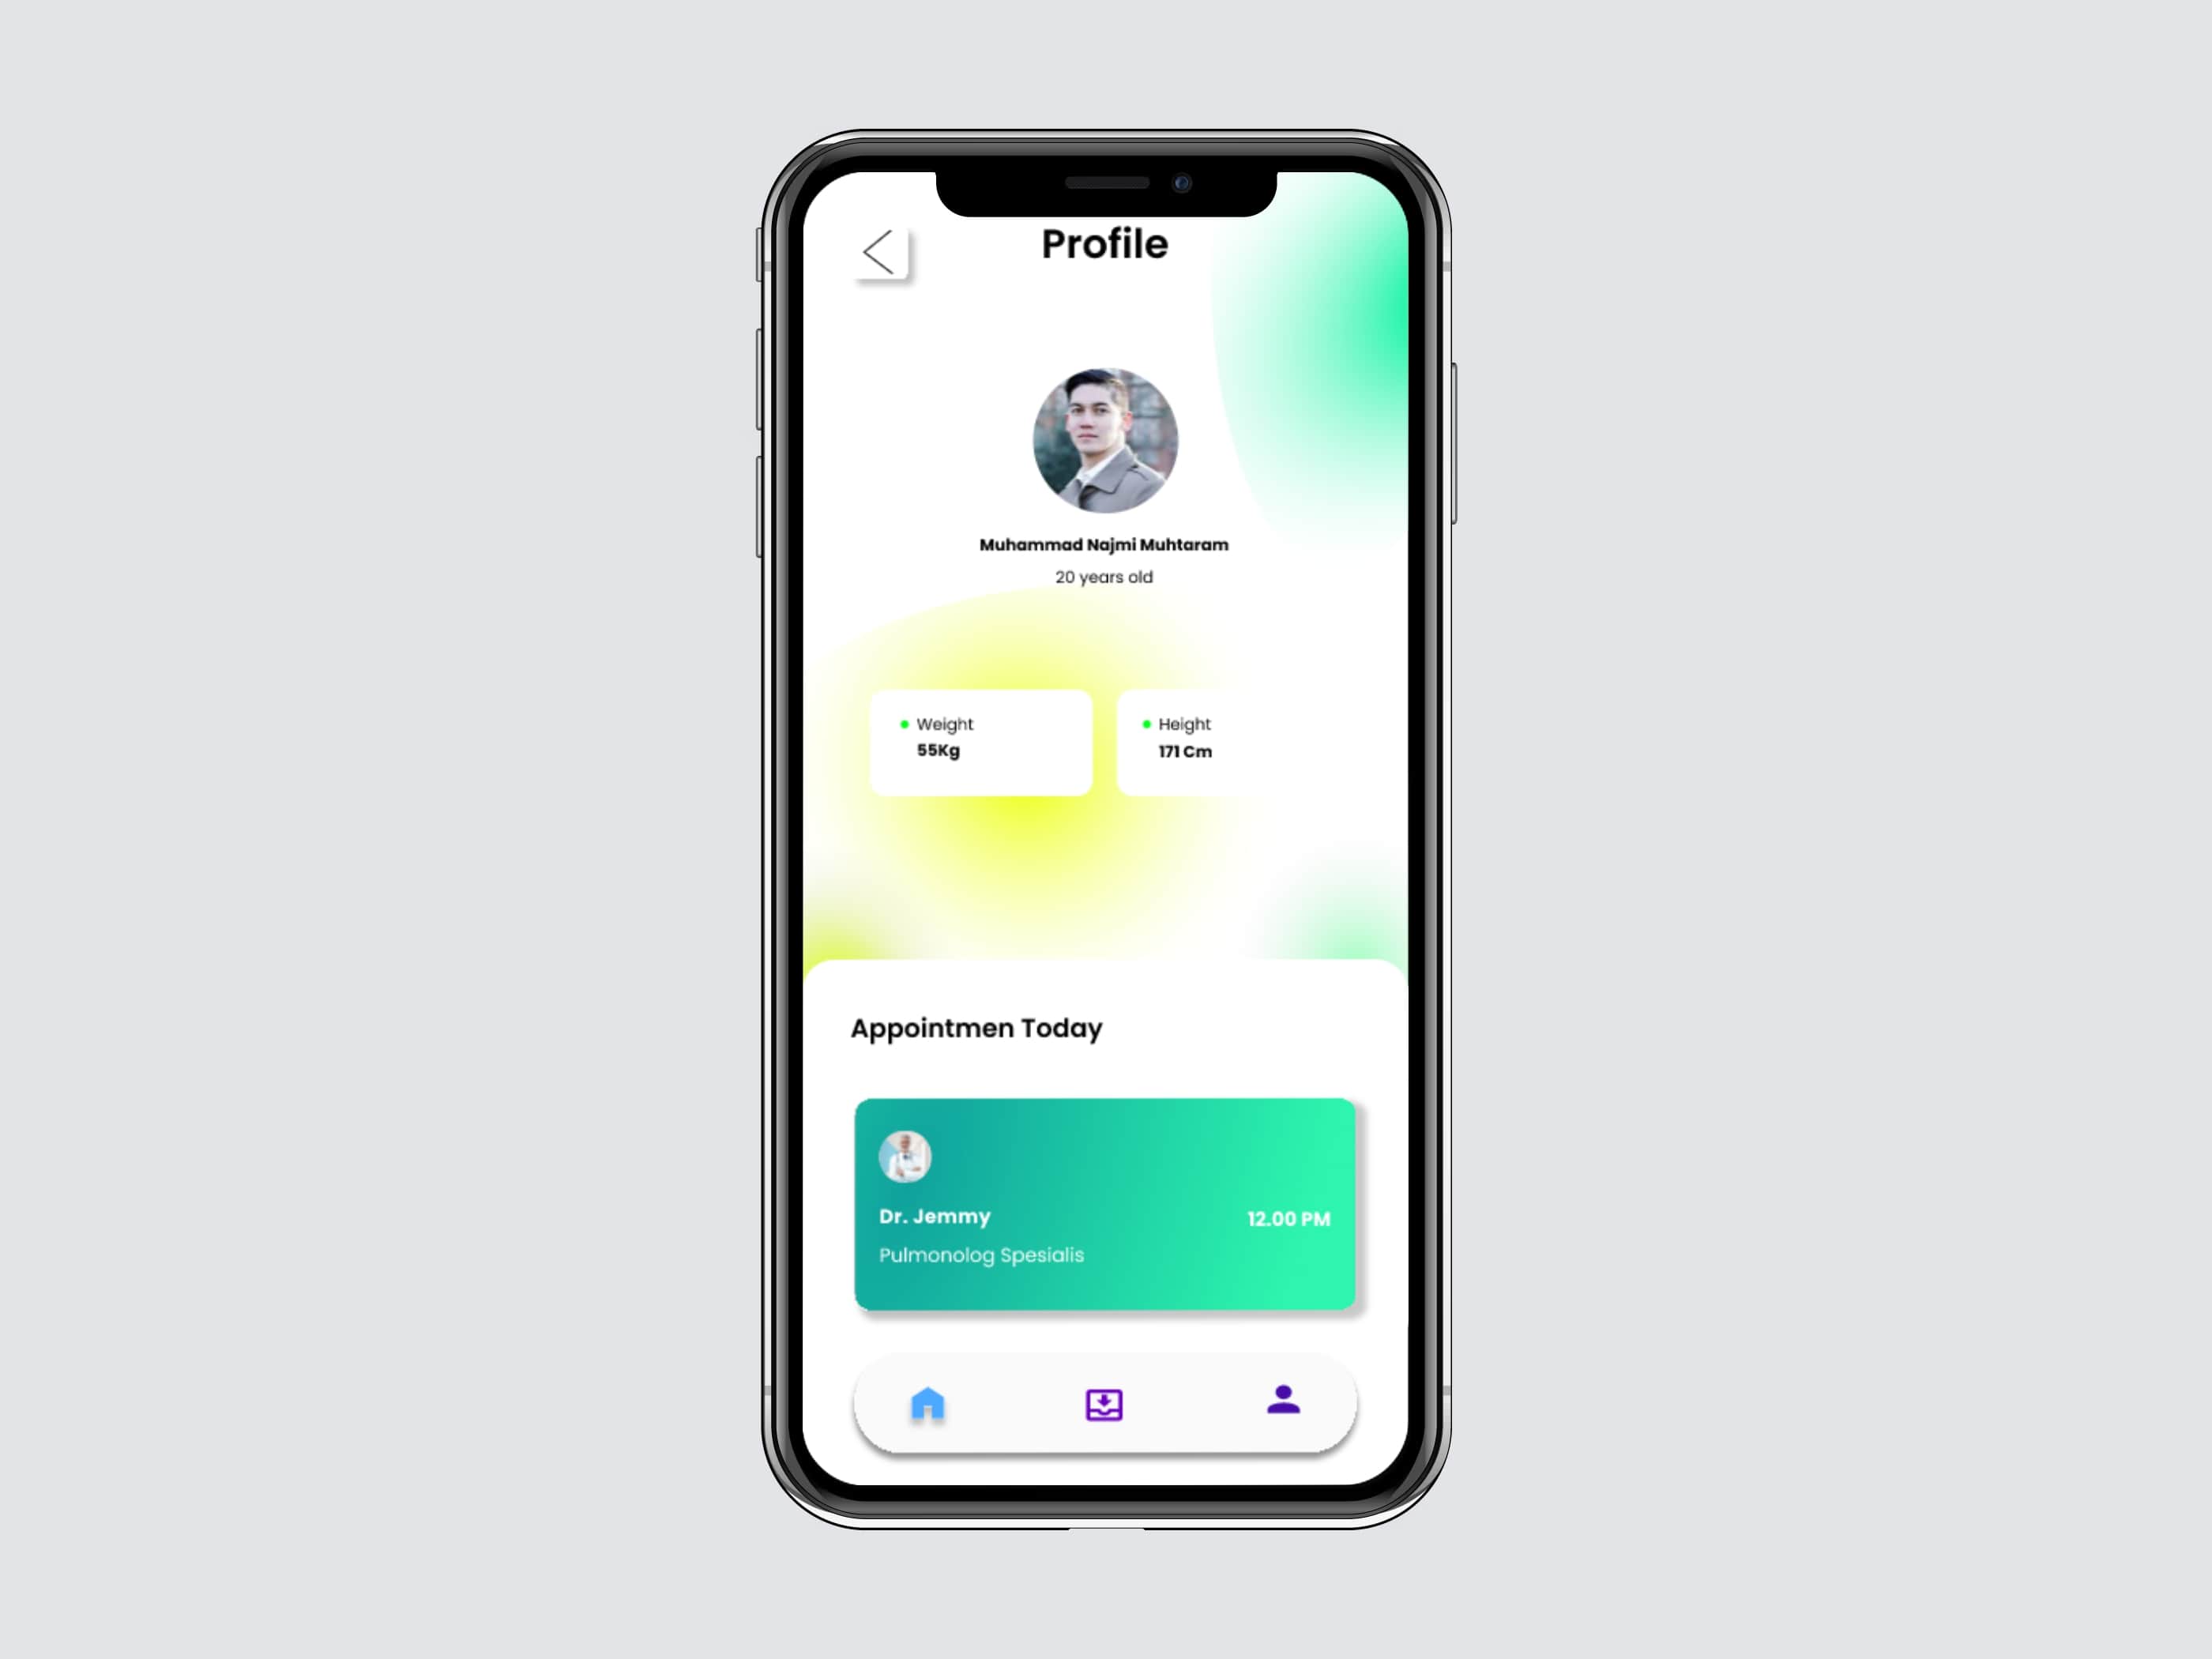 Profile
Muhammad Najmi Muhtaram
20 years old
Weight
55Kg
Height
171 Cm
Appointmen Today
Dr. Jemmy
12.00 PM
Pulmonolog Spesialis